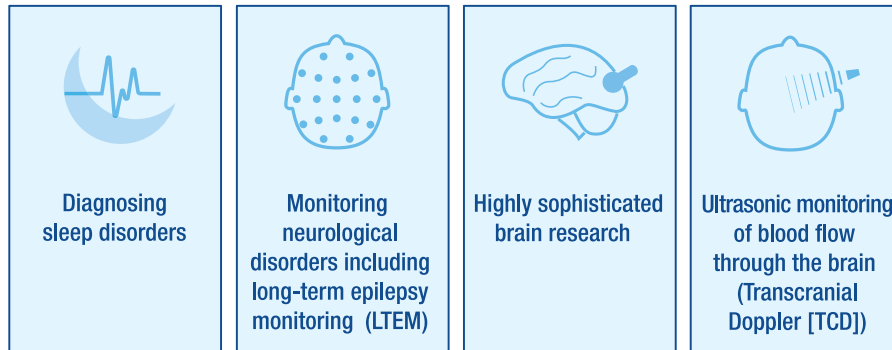 Diagnosing
sleep disorders
Monitoring
neurological
disorders including
long-term epilepsy
monitoring (LTEM)
Highly sophisticated
brain research
Ultrasonic monitoring
of blood flow
through the brain
(Transcranial
Doppler [TCD])